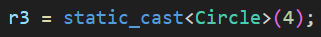 r3 = static_cast<Circle>(4);